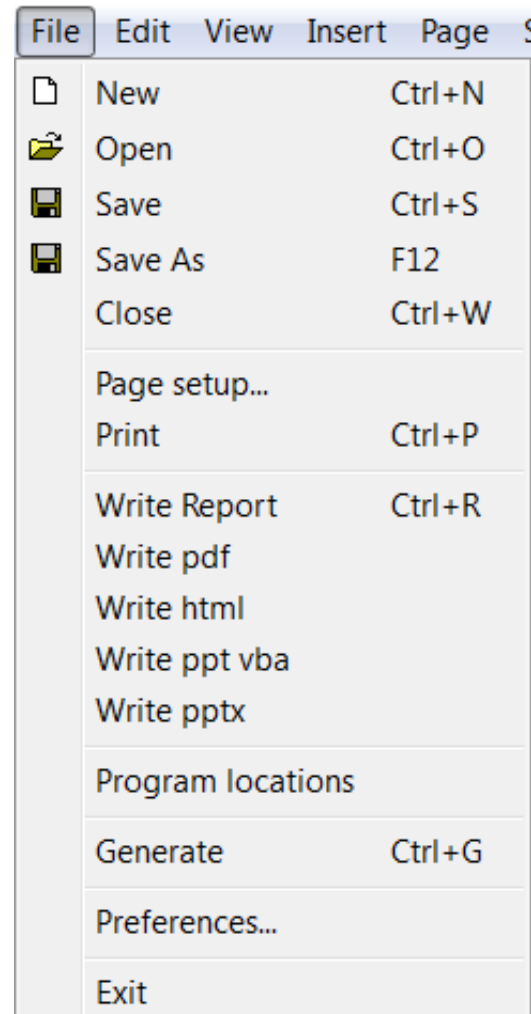 File Edit View Insert Page
New Ctrl+N
Open Ctrl+O
Save Ctrl+S
Save As F12
Close Ctrl+W
Page setup...
Print Ctrl+P
Write Report Ctrl+R
Write pdf
Write html
Write ppt vba
Write pptx
Program locations
Generate Ctrl+G
Preferences...
Exit